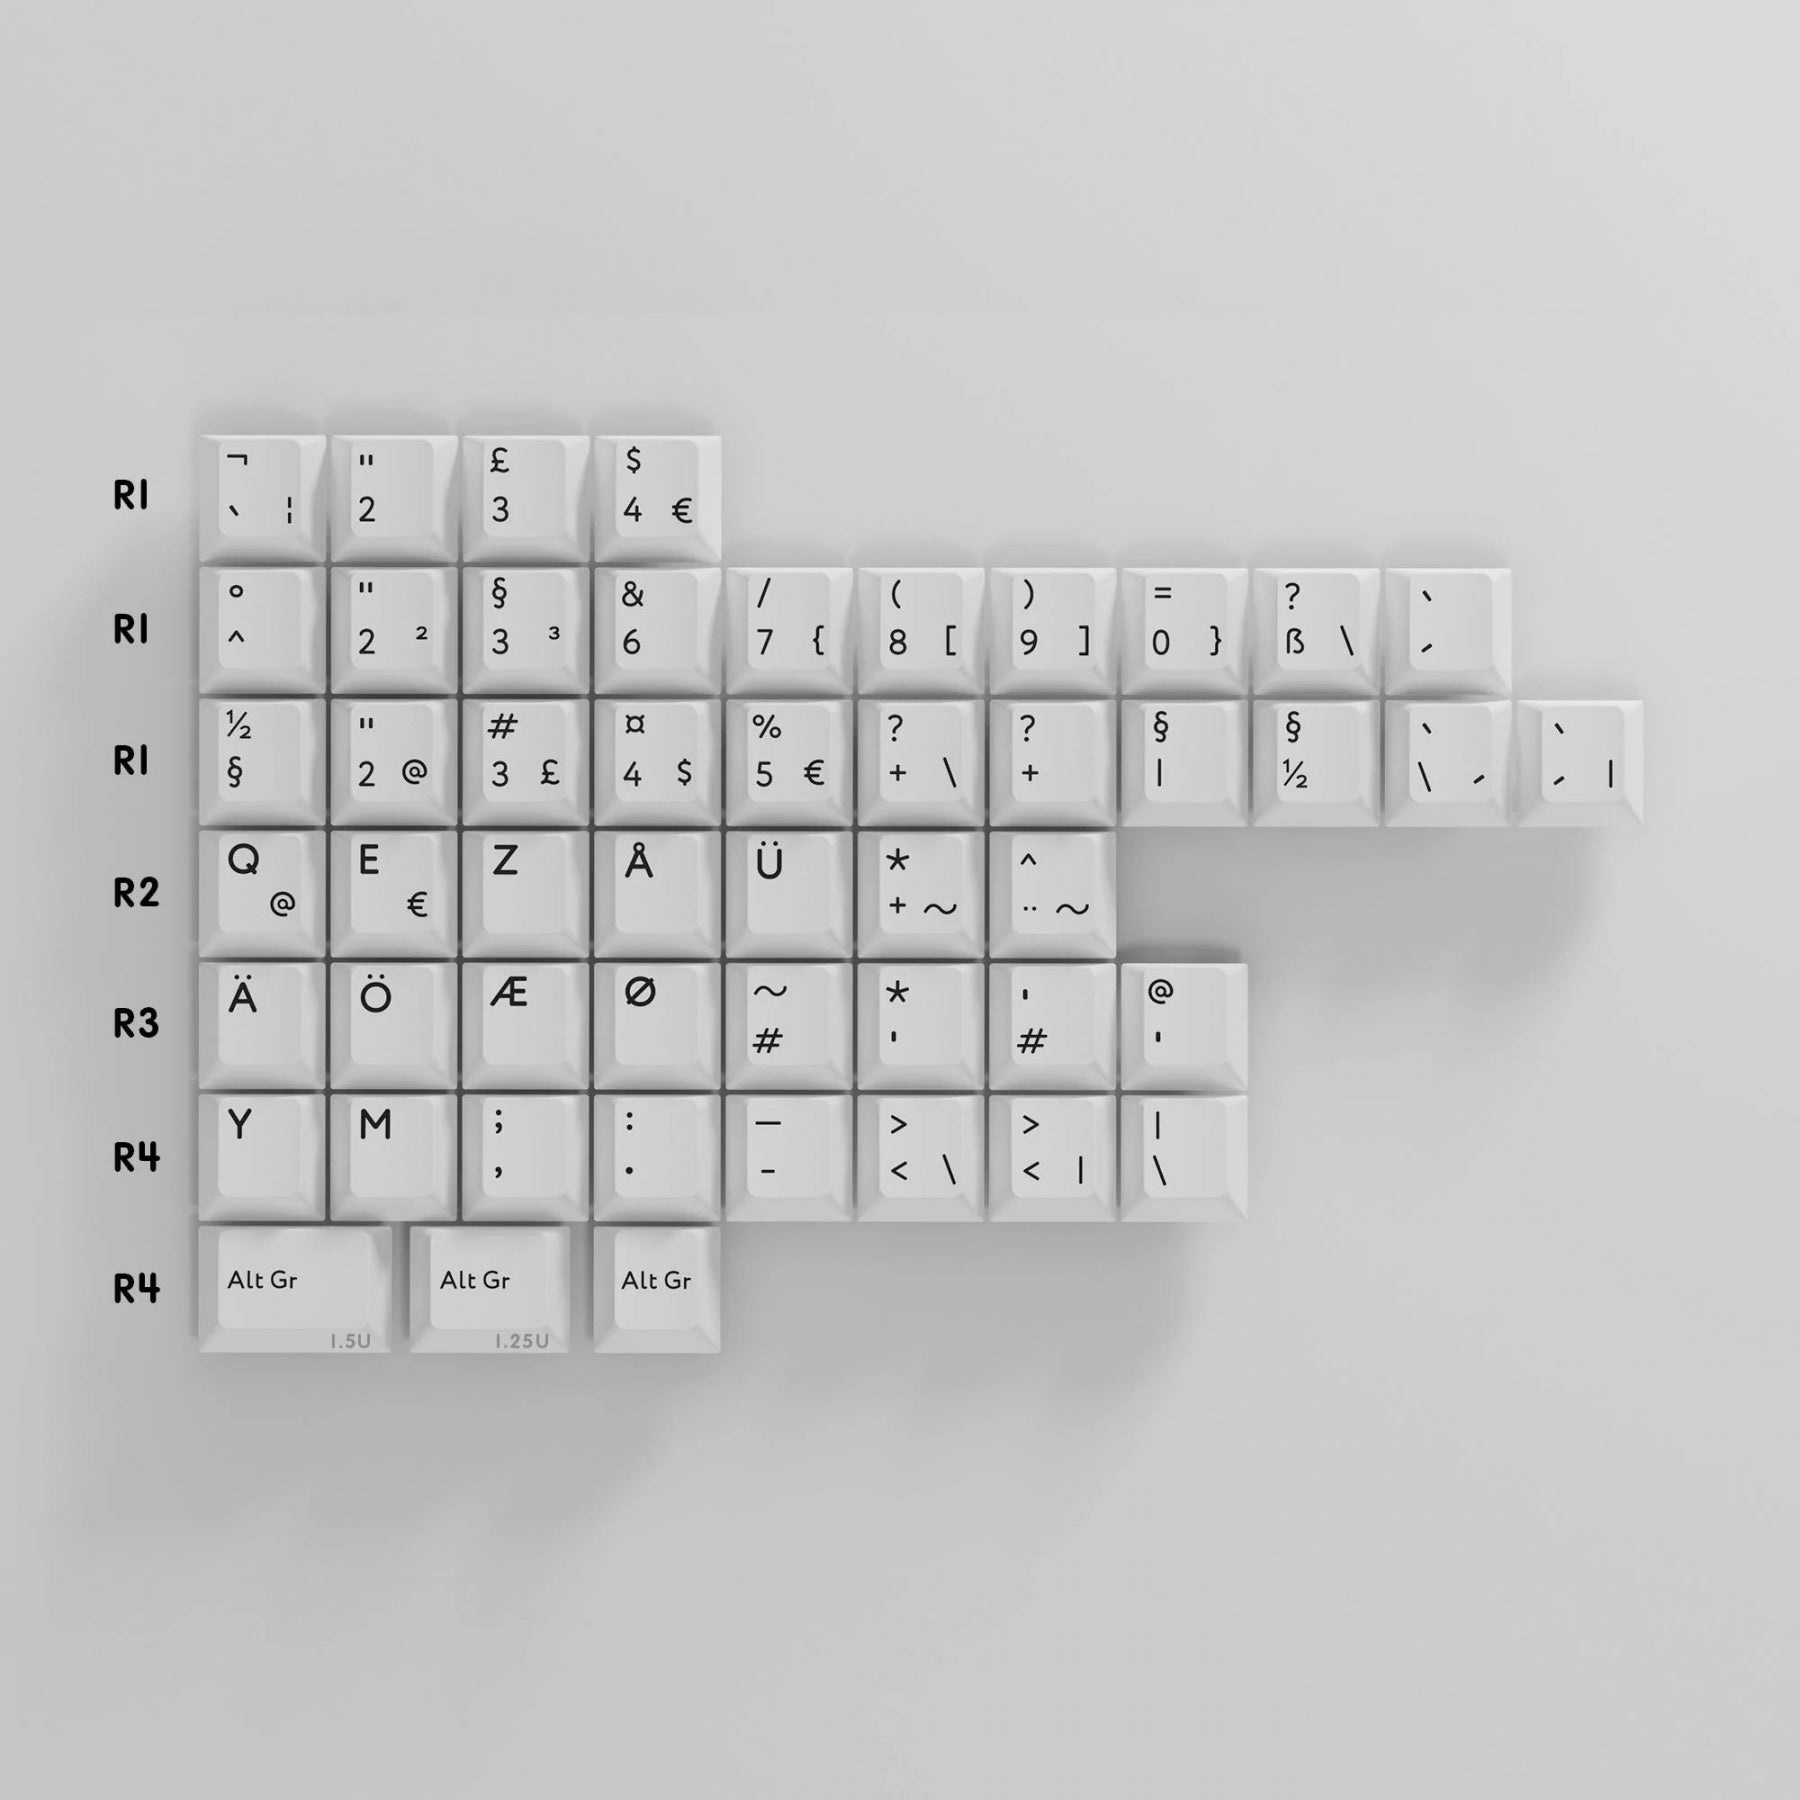 R1 ¬ " £ $
` ¦ 2 3 4 €
R1 ° " § & / ( ) = ? `
^ 2 ² 3 ³ 6 7 { 8 [ 9 ] 0 } ß \ ´
R1 ½ " # ¤ % ? ? § § ` `
§ 2 @ 3 £ 4 $ 5 € + \ + | ½ \ ´ ´ |
R2 Q E Z Å Ü * ^
@ € + ~ ¨ ~
R3 Ä Ö Æ Ø ~ * ' @
# ' # '
R4 Y M ; : — > > |
, . - < \ < | \
R4 Alt Gr Alt Gr Alt Gr
1.5U 1.25U